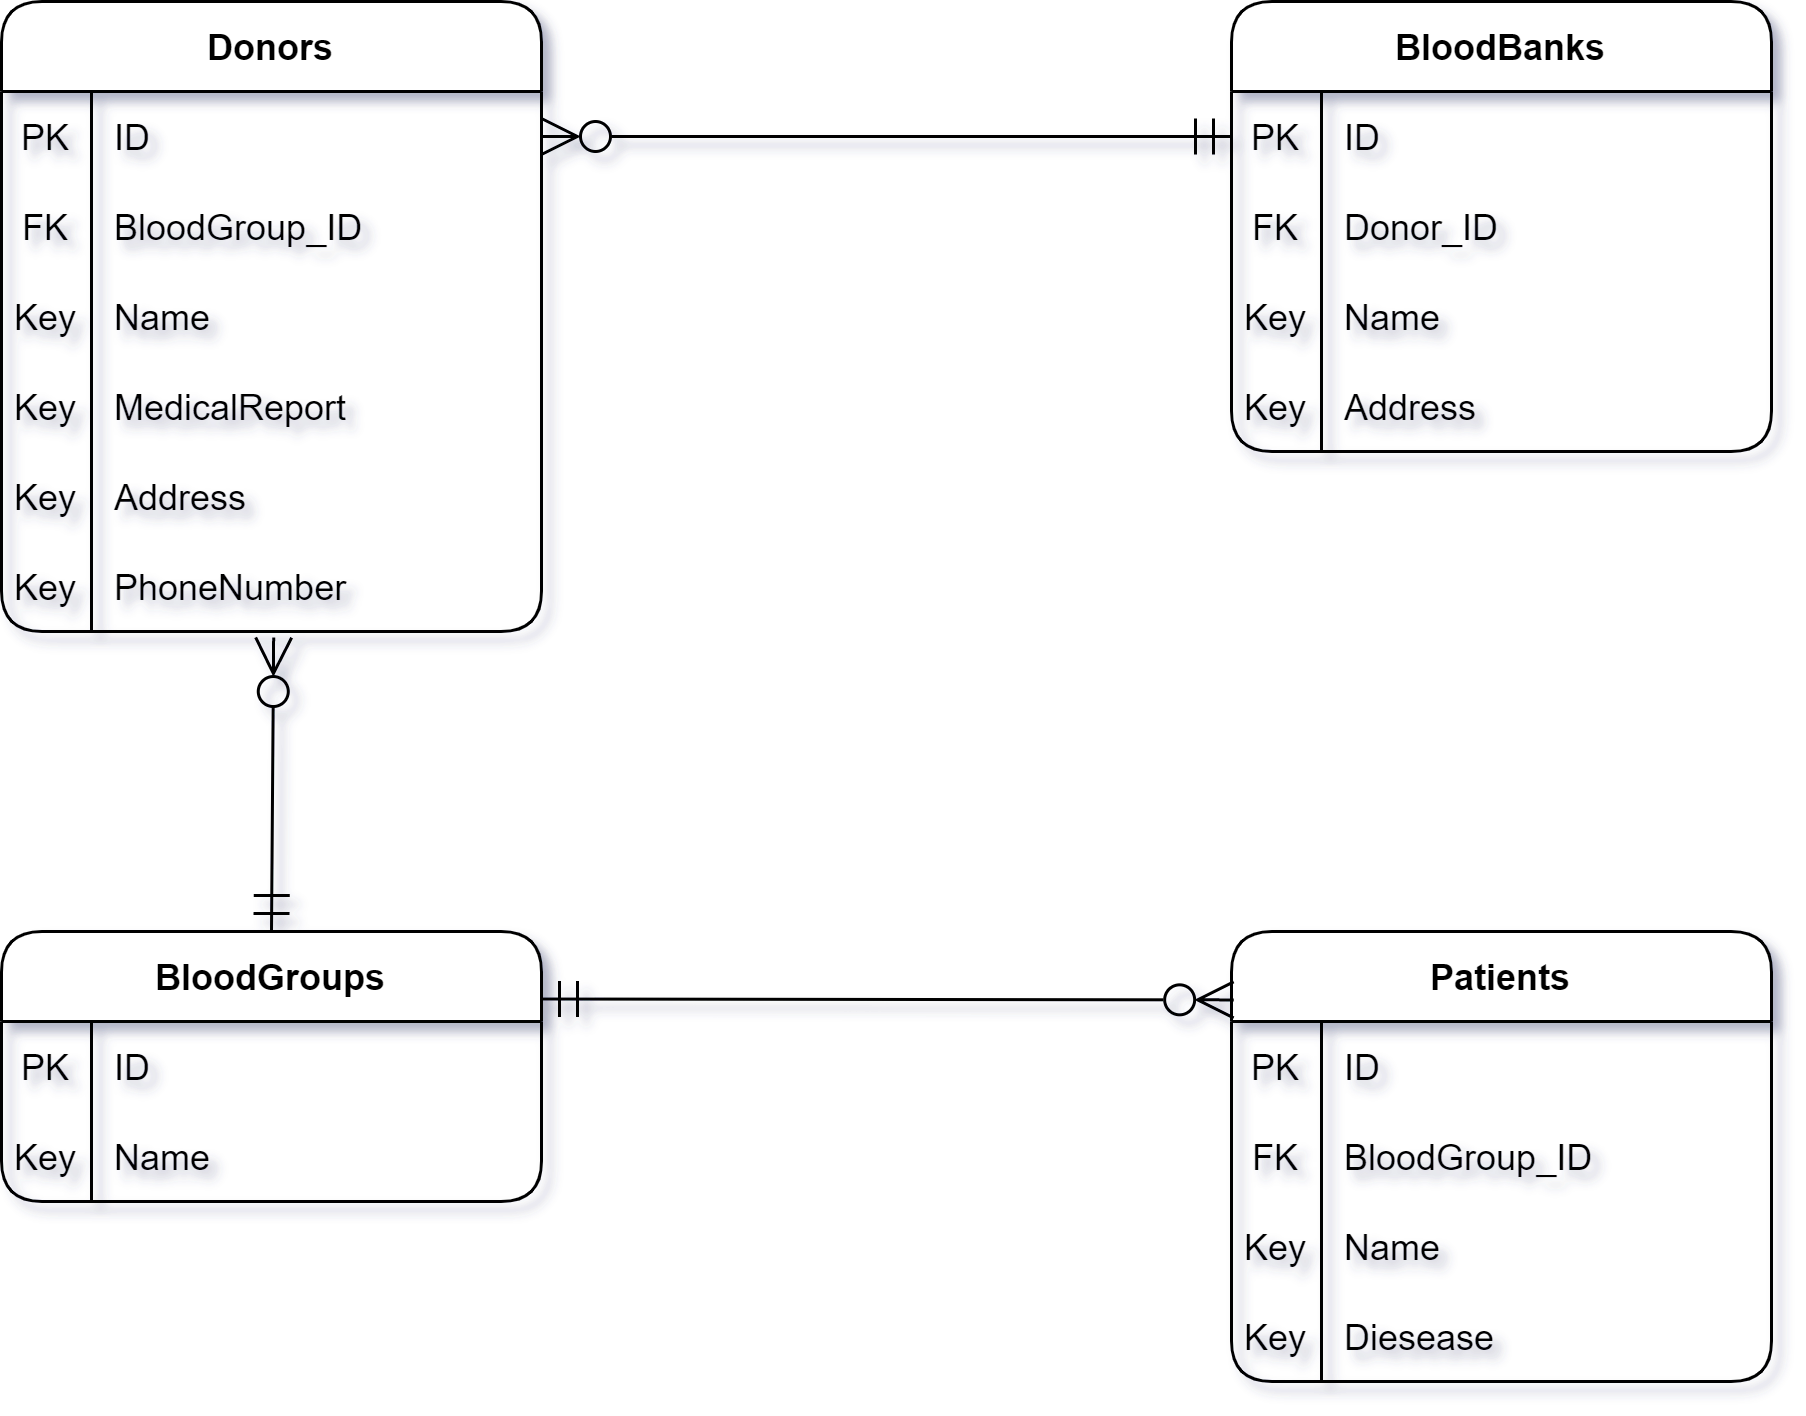 Donors
PK ID
FK BloodGroup_ID
Key Name
Key MedicalReport
Key Address
Key PhoneNumber
BloodBanks
PK ID
FK Donor_ID
Key Name
Key Address
BloodGroups
PK ID
Key Name
Patients
PK ID
FK BloodGroup_ID
Key Name
Key Diesease